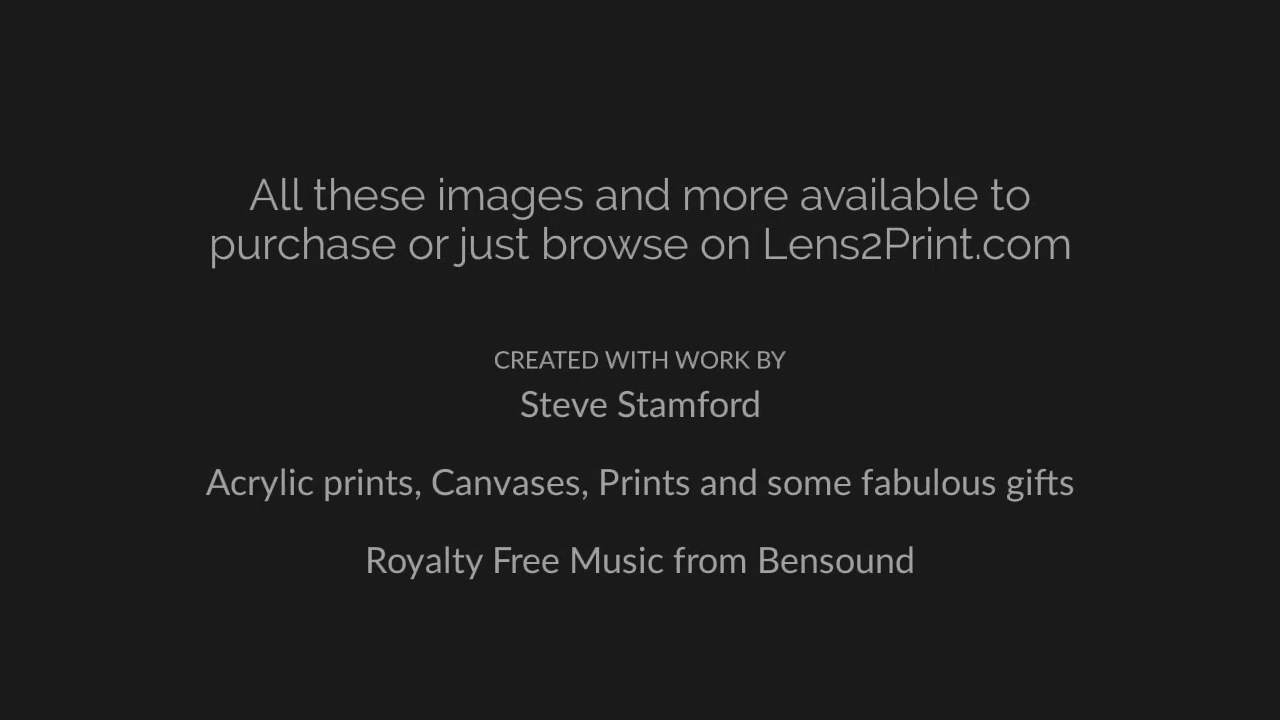 All these images and more available to
purchase or just browse on Lens2Print.com
CREATED WITH WORK BY
Steve Stamford
Acrylic prints, Canvases, Prints and some fabulous gifts
Royalty Free Music from Bensound